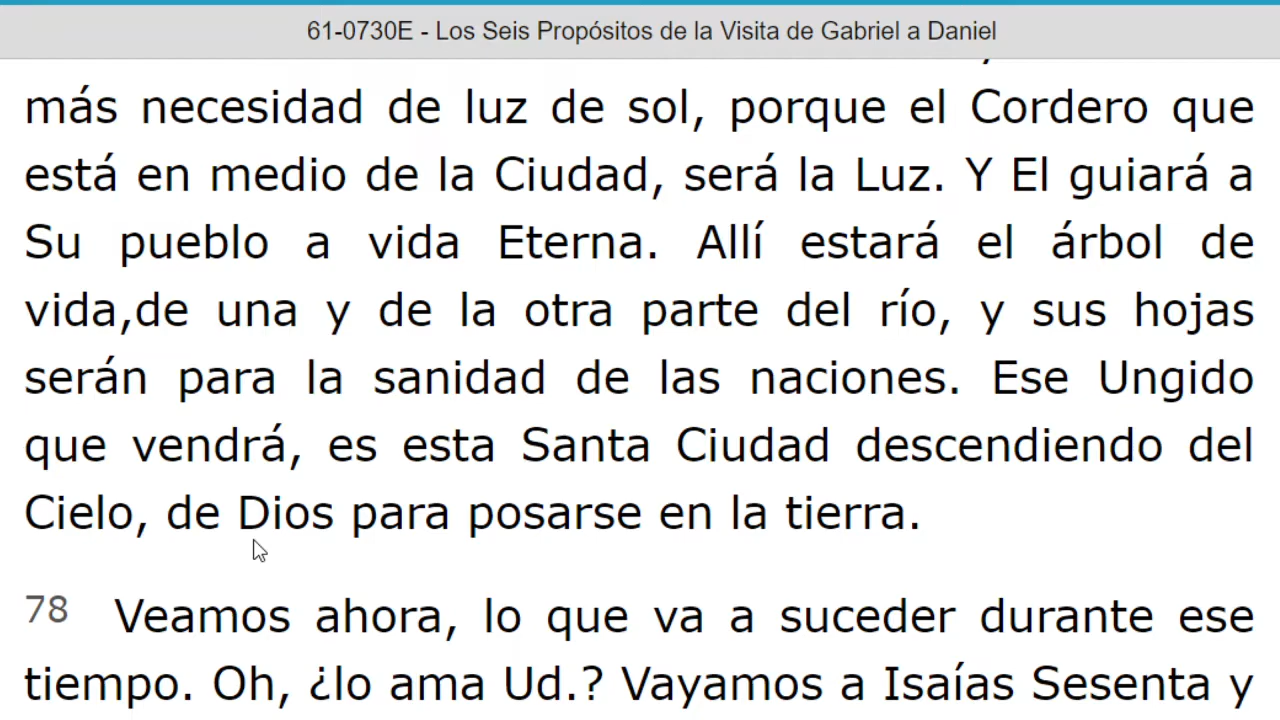 61-0730E - Los Seis Propósitos de la Visita de Gabriel a Daniel
más necesidad de luz de sol, porque el Cordero que
está en medio de la Ciudad, será la Luz. Y El guiará a
Su pueblo a vida Eterna. Allí estará el árbol de
vida,de una y de la otra parte del río, y sus hojas
serán para la sanidad de las naciones. Ese Ungido
que vendrá, es esta Santa Ciudad descendiendo del
Cielo, de Dios para posarse en la tierra.
78 Veamos ahora, lo que va a suceder durante ese
tiempo. Oh, ¿lo ama Ud.? Vayamos a Isaías Sesenta y